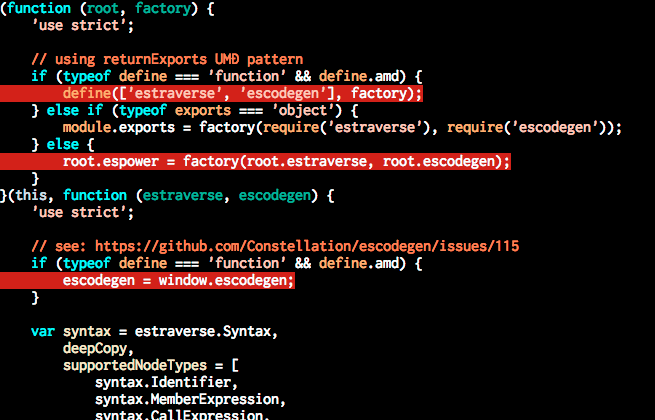 (function (root, factory) {
    'use strict';

    // using returnExports UMD pattern
    if (typeof define === 'function' && define.amd) {
        define(['estraverse', 'escodegen'], factory);
    } else if (typeof exports === 'object') {
        module.exports = factory(require('estraverse'), require('escodegen'));
    } else {
        root.espower = factory(root.estraverse, root.escodegen);
    }
}(this, function (estraverse, escodegen) {
    'use strict';

    // see: https://github.com/Constellation/escodegen/issues/115
    if (typeof define === 'function' && define.amd) {
        escodegen = window.escodegen;
    }

    var syntax = estraverse.Syntax,
        deepCopy,
        supportedNodeTypes = [
            syntax.Identifier,
            syntax.MemberExpression,
            syntax.CallExpression,